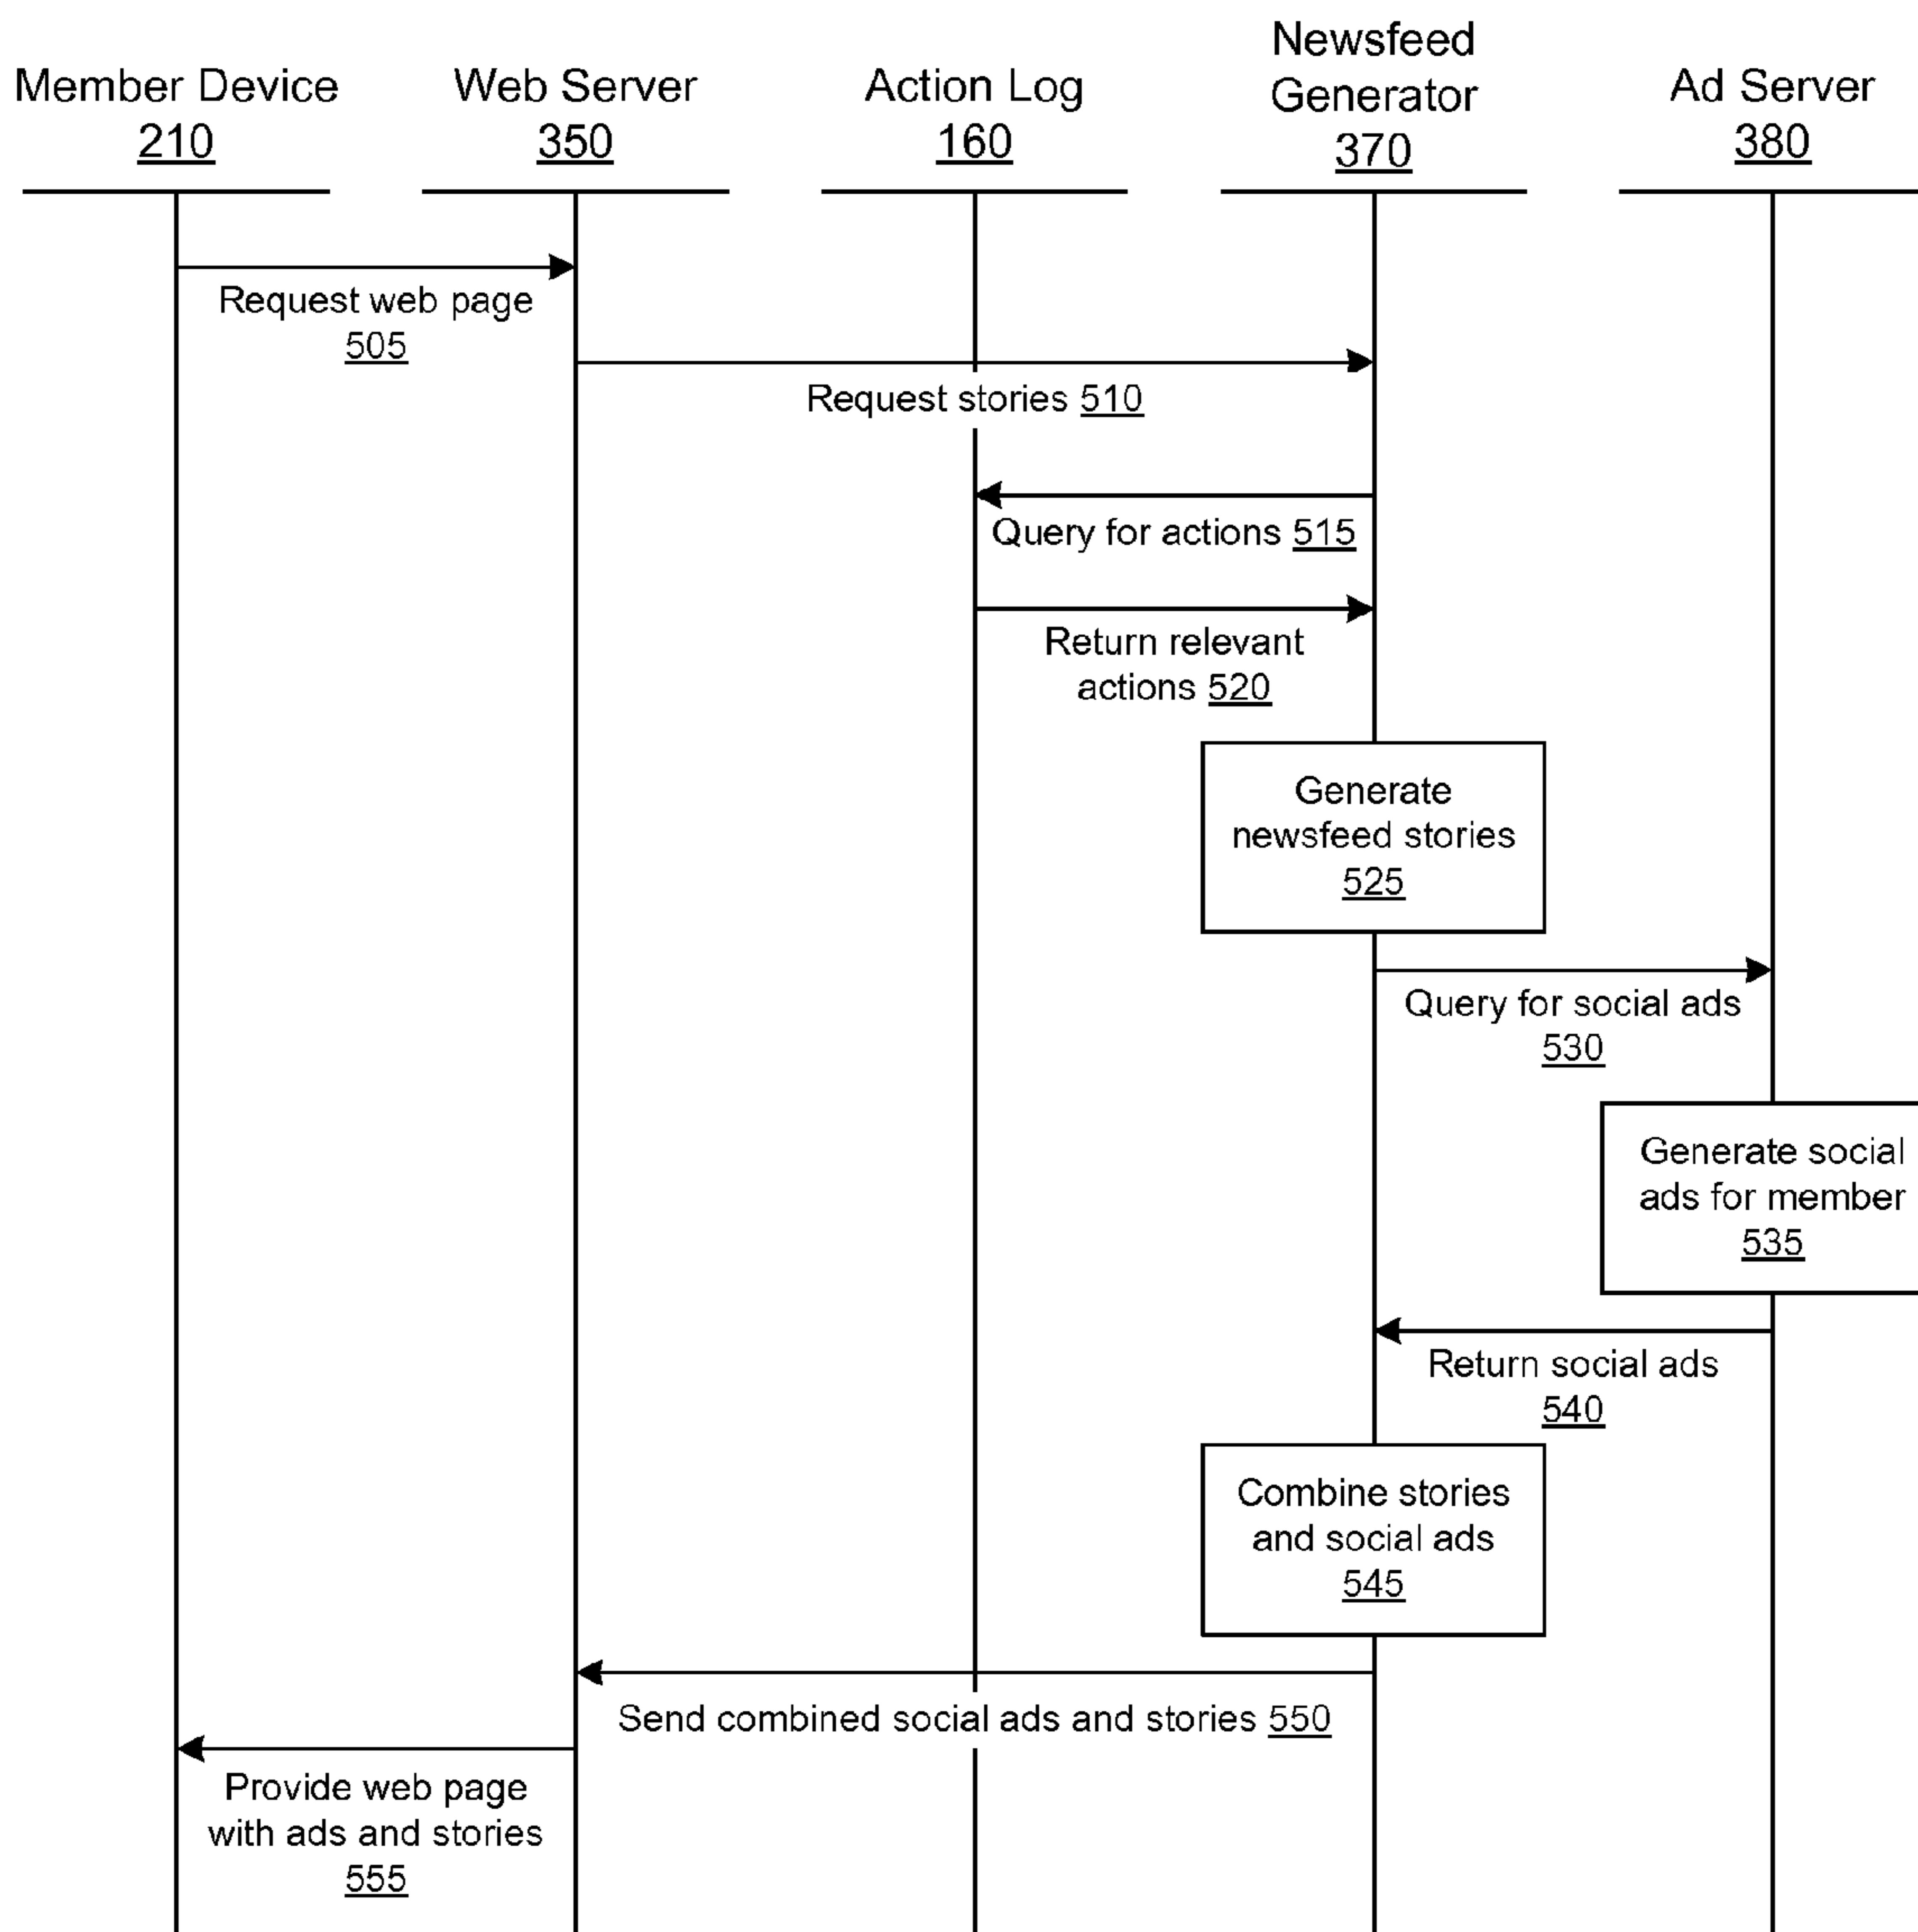 Member Device
210
Web Server
350
Action Log
160
Newsfeed
Generator
370
Ad Server
380
Request web page
505
Request stories 510
Query for actions 515
Return relevant
actions 520
Generate
newsfeed stories
525
Query for social ads
530
Generate social
ads for member
535
Return social ads
540
Combine stories
and social ads
545
Send combined social ads and stories 550
Provide web page
with ads and stories
555